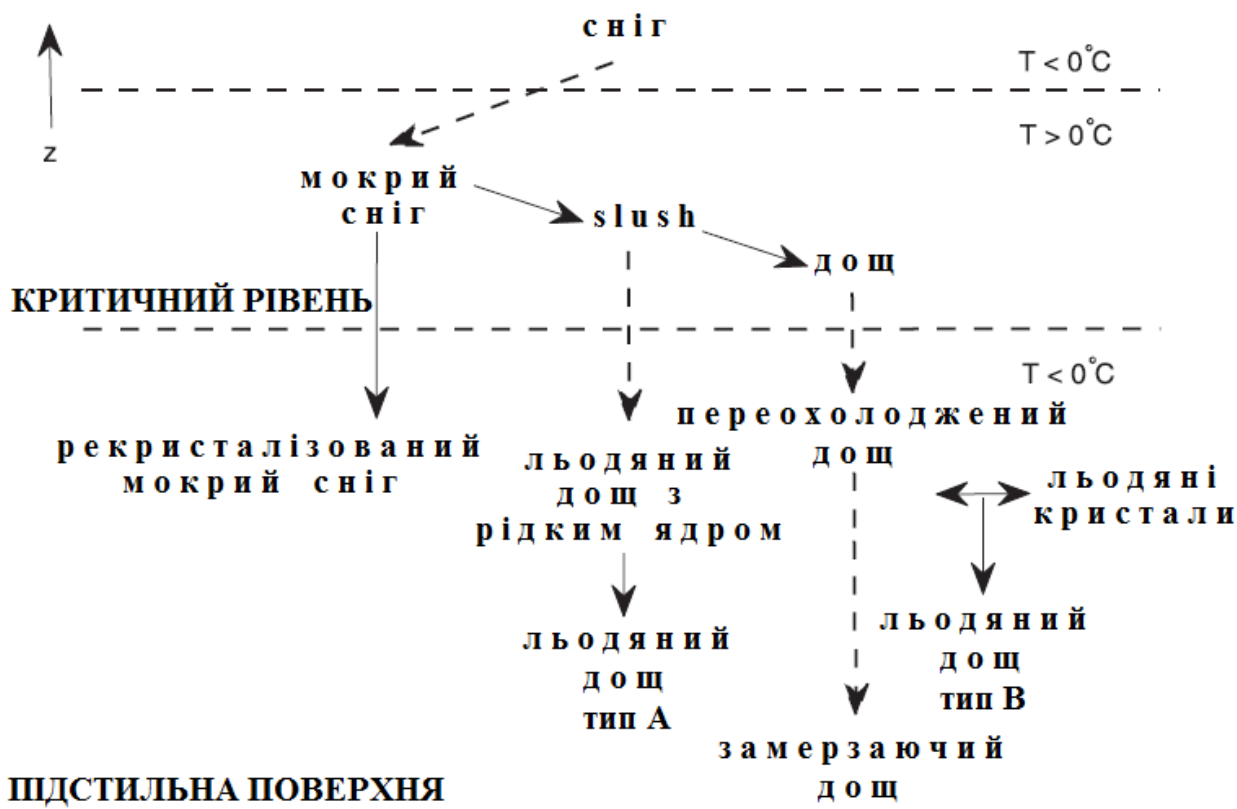 сніг
T < 0°C
T > 0°C
z
мокрий
сніг
slush
дощ
КРИТИЧНИЙ РІВЕНЬ
T < 0°C
переохолоджений
дощ
рекристалізований
мокрий сніг
льодяний
дощ з
рідким ядром
льодяні
кристали
льодяний
дощ
тип А
льодяний
дощ
тип В
замерзаючий
дощ
ПІДСТИЛЬНА ПОВЕРХНЯ